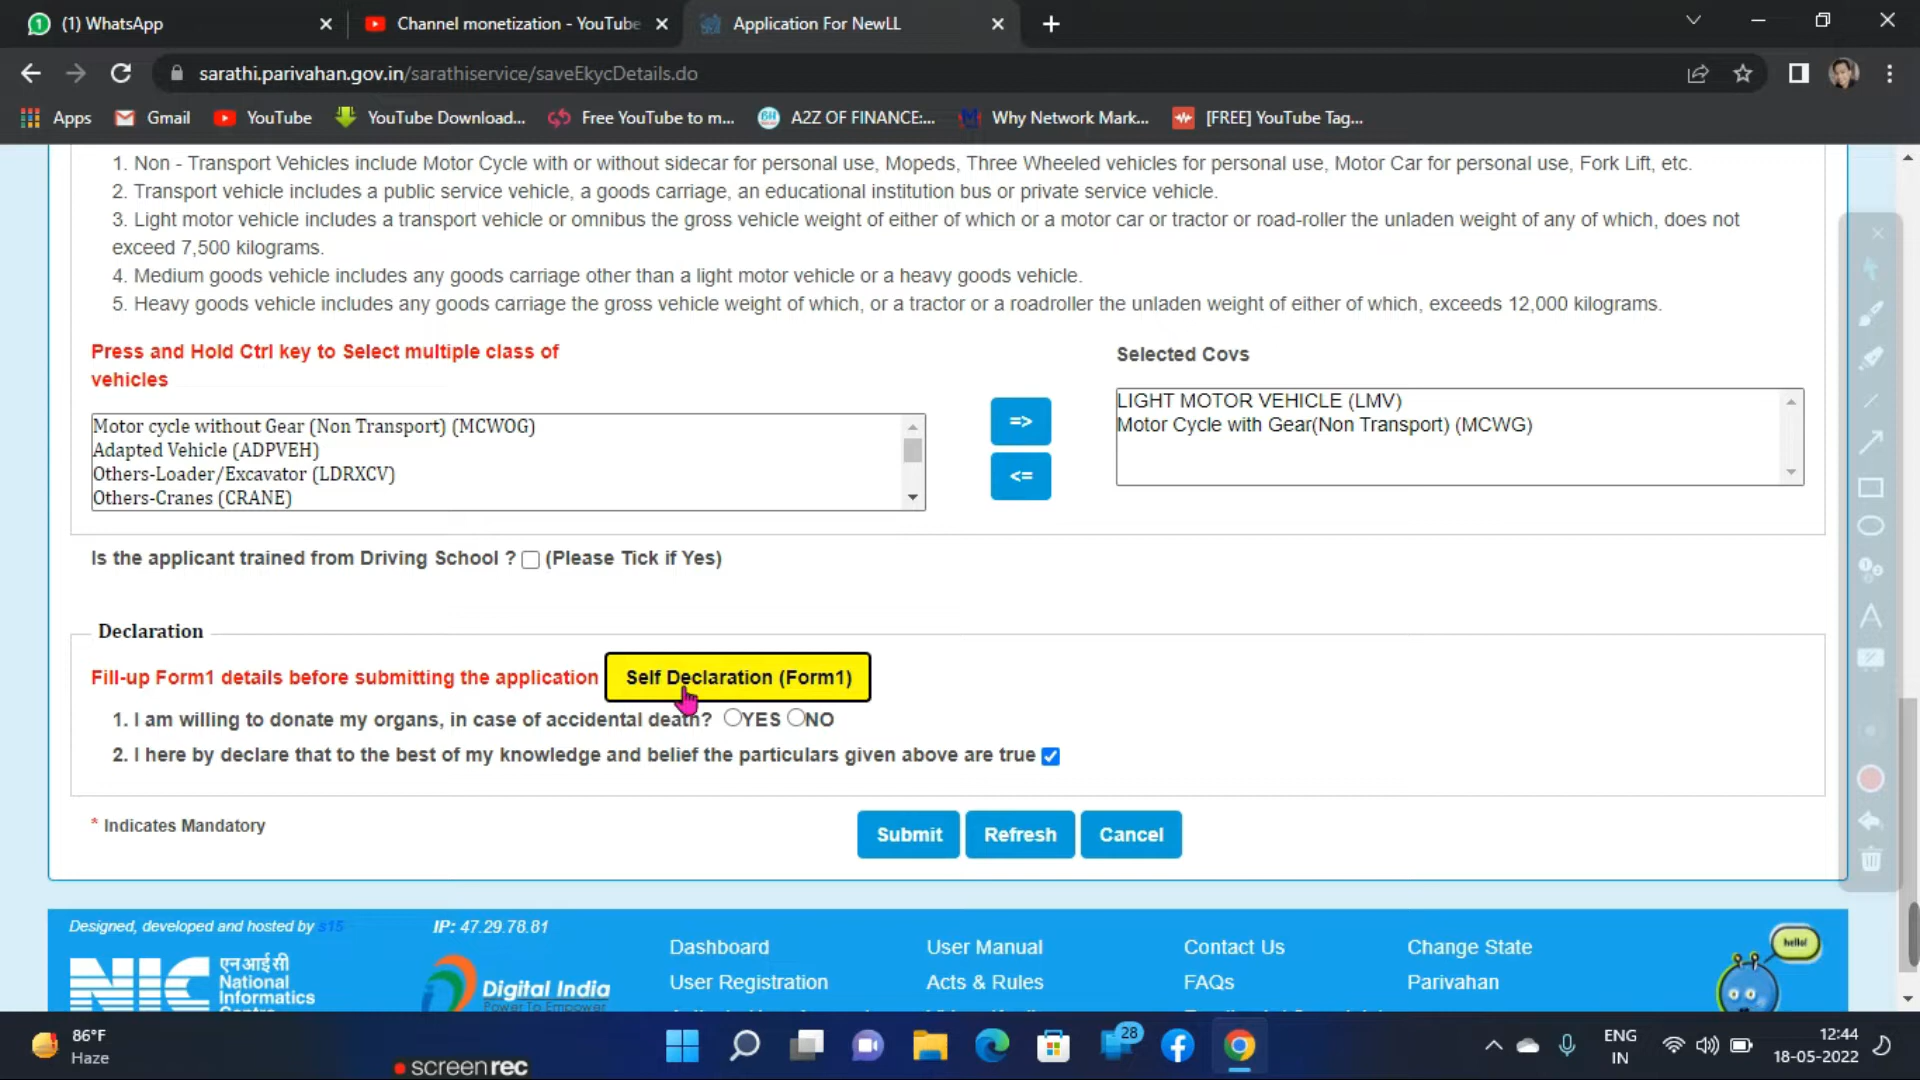 (1) WhatsApp
Channel monetization - YouTube
Application For NewLL
sarathi.parivahan.gov.in/sarathiservice/saveEkycDetails.do
Apps
Gmail
YouTube
YouTube Download...
Free YouTube to m...
A2Z OF FINANCE:...
Why Network Mark...
[FREE] YouTube Tag...
1. Non - Transport Vehicles include Motor Cycle with or without sidecar for personal use, Mopeds, Three Wheeled vehicles for personal use, Motor Car for personal use, Fork Lift, etc.
2. Transport vehicle includes a public service vehicle, a goods carriage, an educational institution bus or private service vehicle.
3. Light motor vehicle includes a transport vehicle or omnibus the gross vehicle weight of either of which or a motor car or tractor or road-roller the unladen weight of any of which, does not
exceed 7,500 kilograms.
4. Medium goods vehicle includes any goods carriage other than a light motor vehicle or a heavy goods vehicle.
5. Heavy goods vehicle includes any goods carriage the gross vehicle weight of which, or a tractor or a roadroller the unladen weight of either of which, exceeds 12,000 kilograms.
Press and Hold Ctrl key to Select multiple class of
vehicles
Selected Covs
Motor cycle without Gear (Non Transport) (MCWOG)
Adapted Vehicle (ADPVEH)
Others-Loader/Excavator (LDRXCV)
Others-Cranes (CRANE)
=>
<=
LIGHT MOTOR VEHICLE (LMV)
Motor Cycle with Gear(Non Transport) (MCWG)
Is the applicant trained from Driving School ? (Please Tick if Yes)
Declaration
Fill-up Form1 details before submitting the application
Self Declaration (Form1)
1. I am willing to donate my organs, in case of accidental death? YES NO
2. I here by declare that to the best of my knowledge and belief the particulars given above are true
* Indicates Mandatory
Submit
Refresh
Cancel
Designed, developed and hosted by s15
IP: 47.29.78.81
NIC
एनआईसी
National
Informatics
Digital India
Power To Empower
Dashboard
User Manual
Contact Us
Change State
User Registration
Acts & Rules
FAQs
Parivahan
hello!
86°F
Haze
screenrec
28
ENG
IN
12:44
18-05-2022